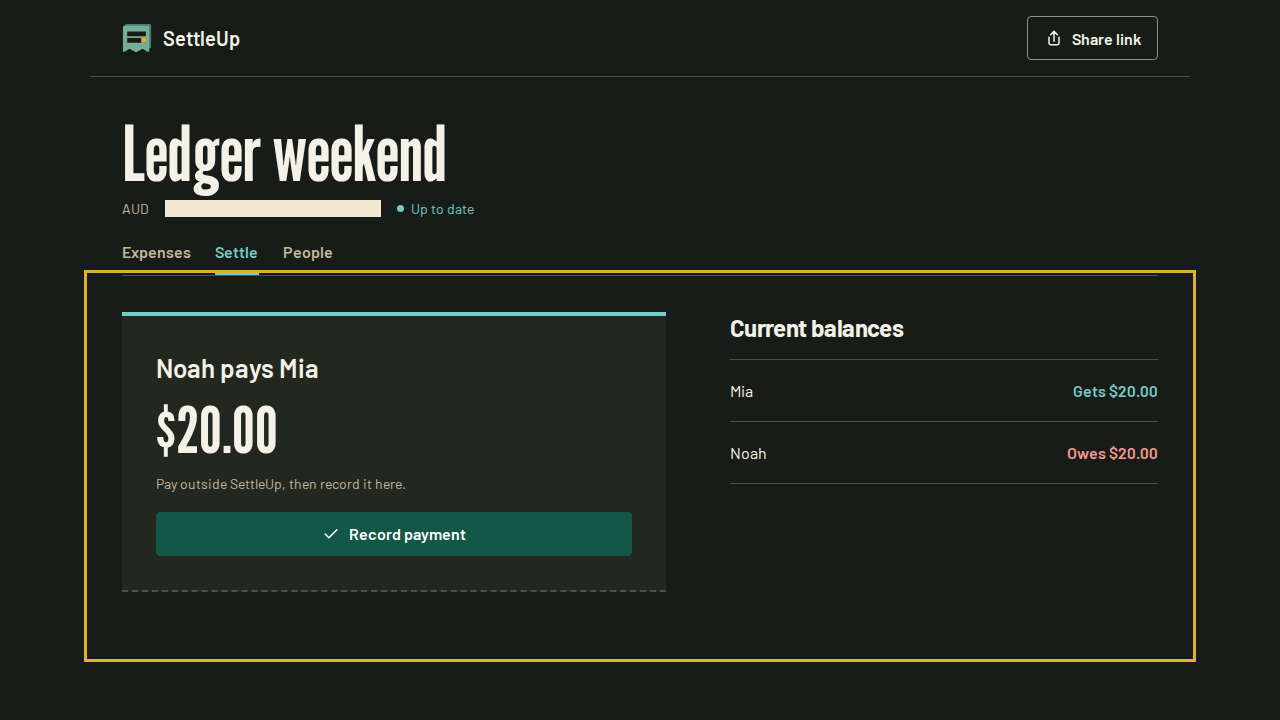 SettleUp
Share link
Ledger weekend
AUD
Up to date
Expenses Settle People
Noah pays Mia
$20.00
Pay outside SettleUp, then record it here.
Record payment
Current balances
Mia Gets $20.00
Noah Owes $20.00